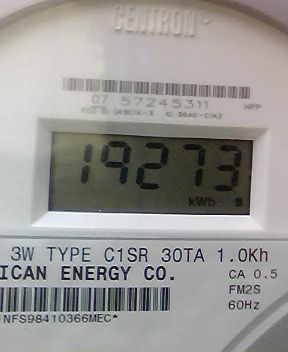 CENTRON
07 57245311 HPP
19273
kWh
3W TYPE C1SR 30TA 1.0Kh
ICAN ENERGY CO.
CA 0.5
FM2S
60Hz
NFS98410366MEC*